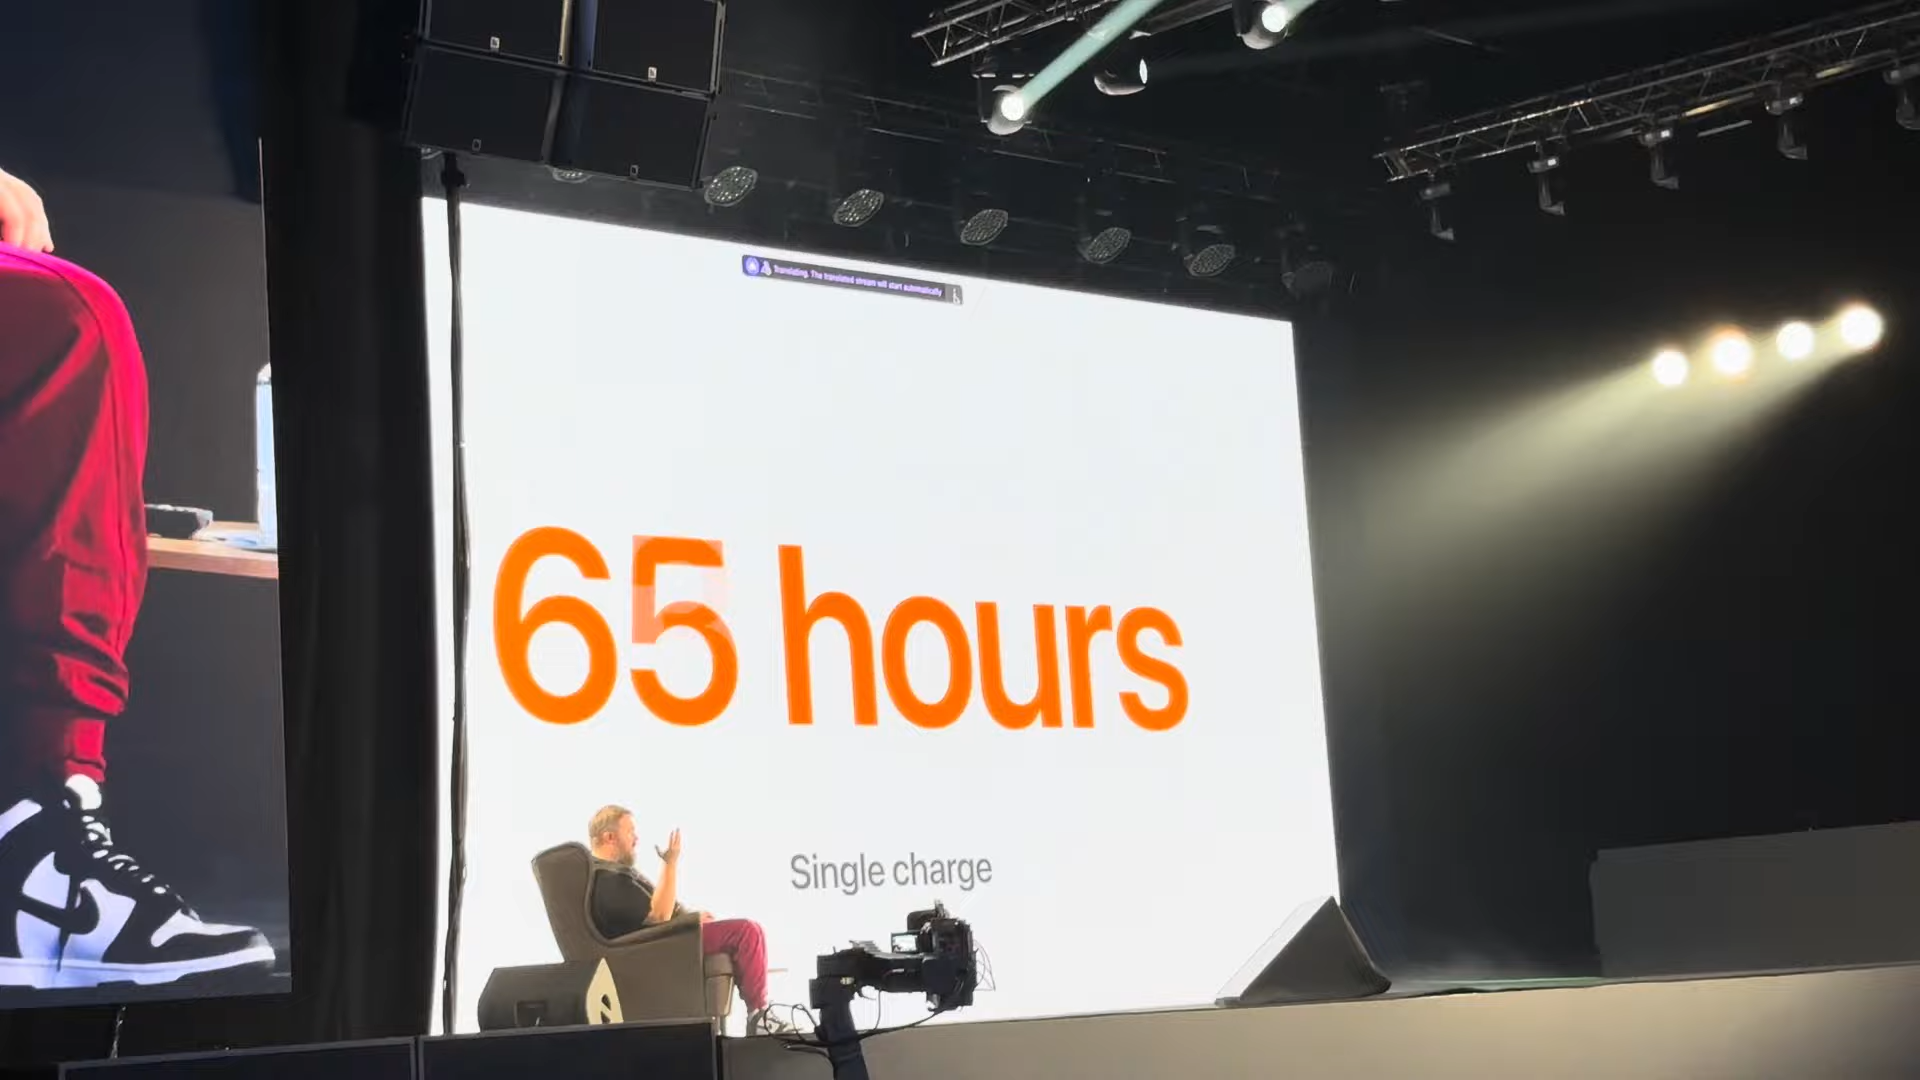 Translating. The translated stream will start automatically
65 hours
Single charge